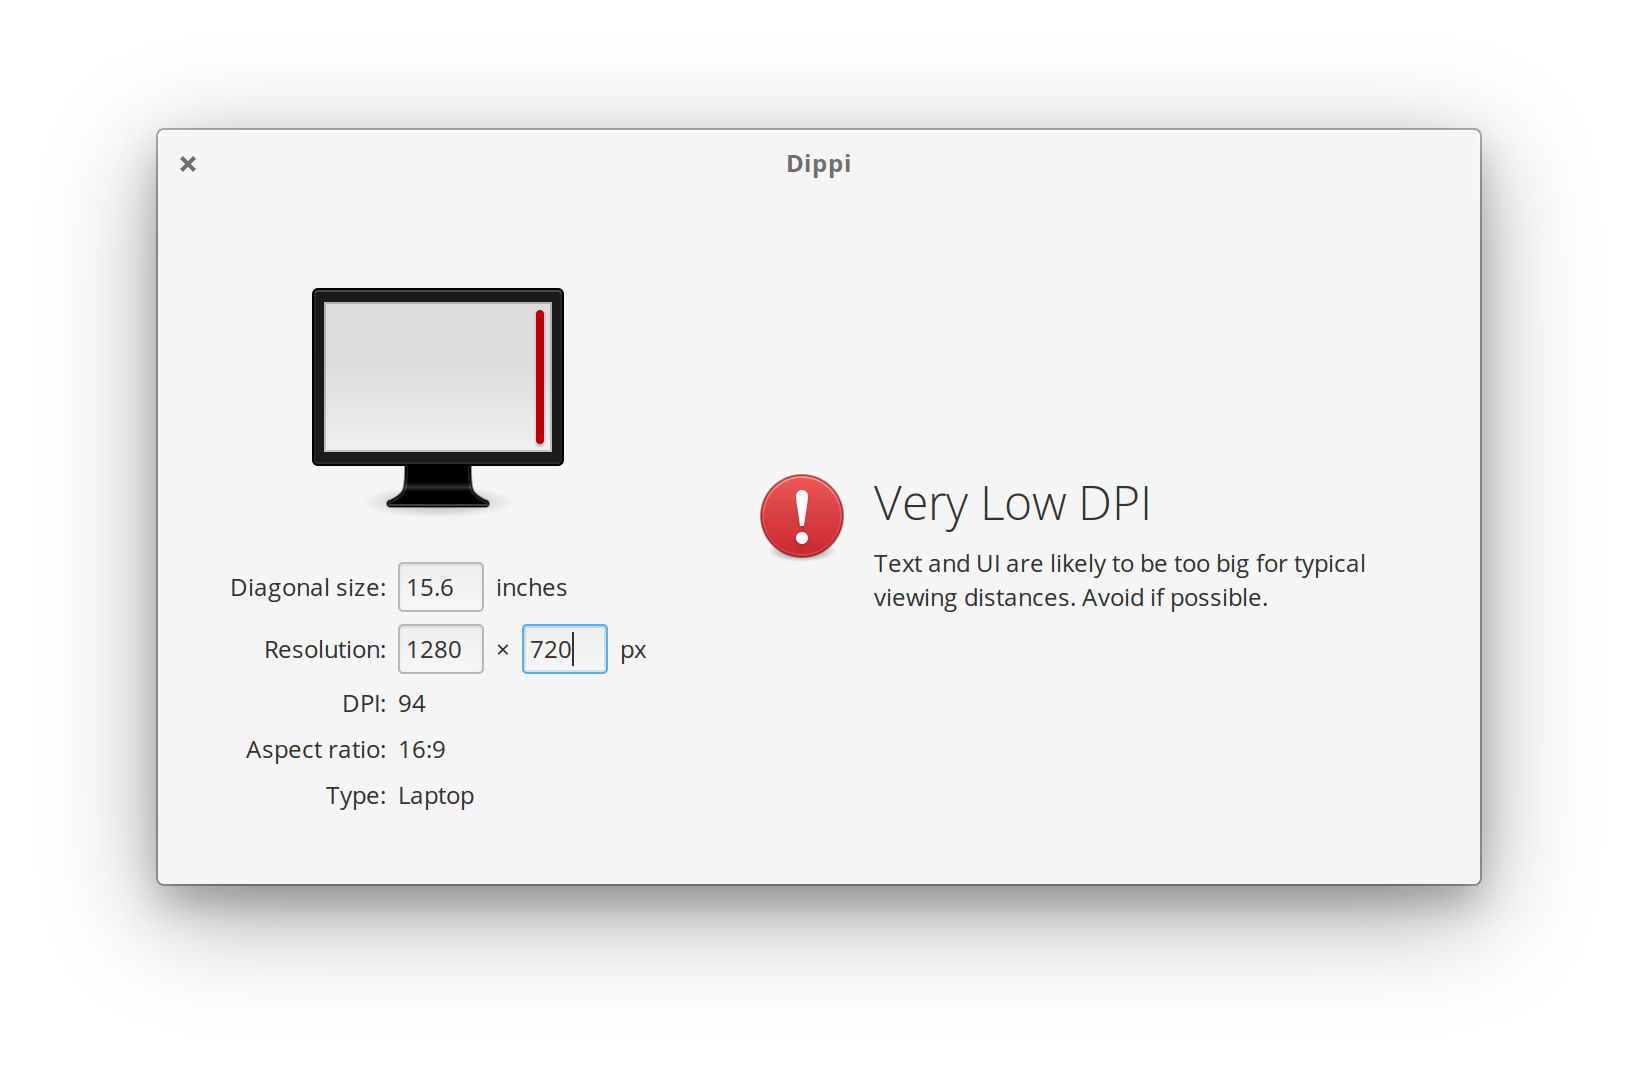 Dippi
Diagonal size: 15.6 inches
Resolution: 1280 × 720 px
DPI: 94
Aspect ratio: 16:9
Type: Laptop
Very Low DPI
Text and UI are likely to be too big for typical
viewing distances. Avoid if possible.